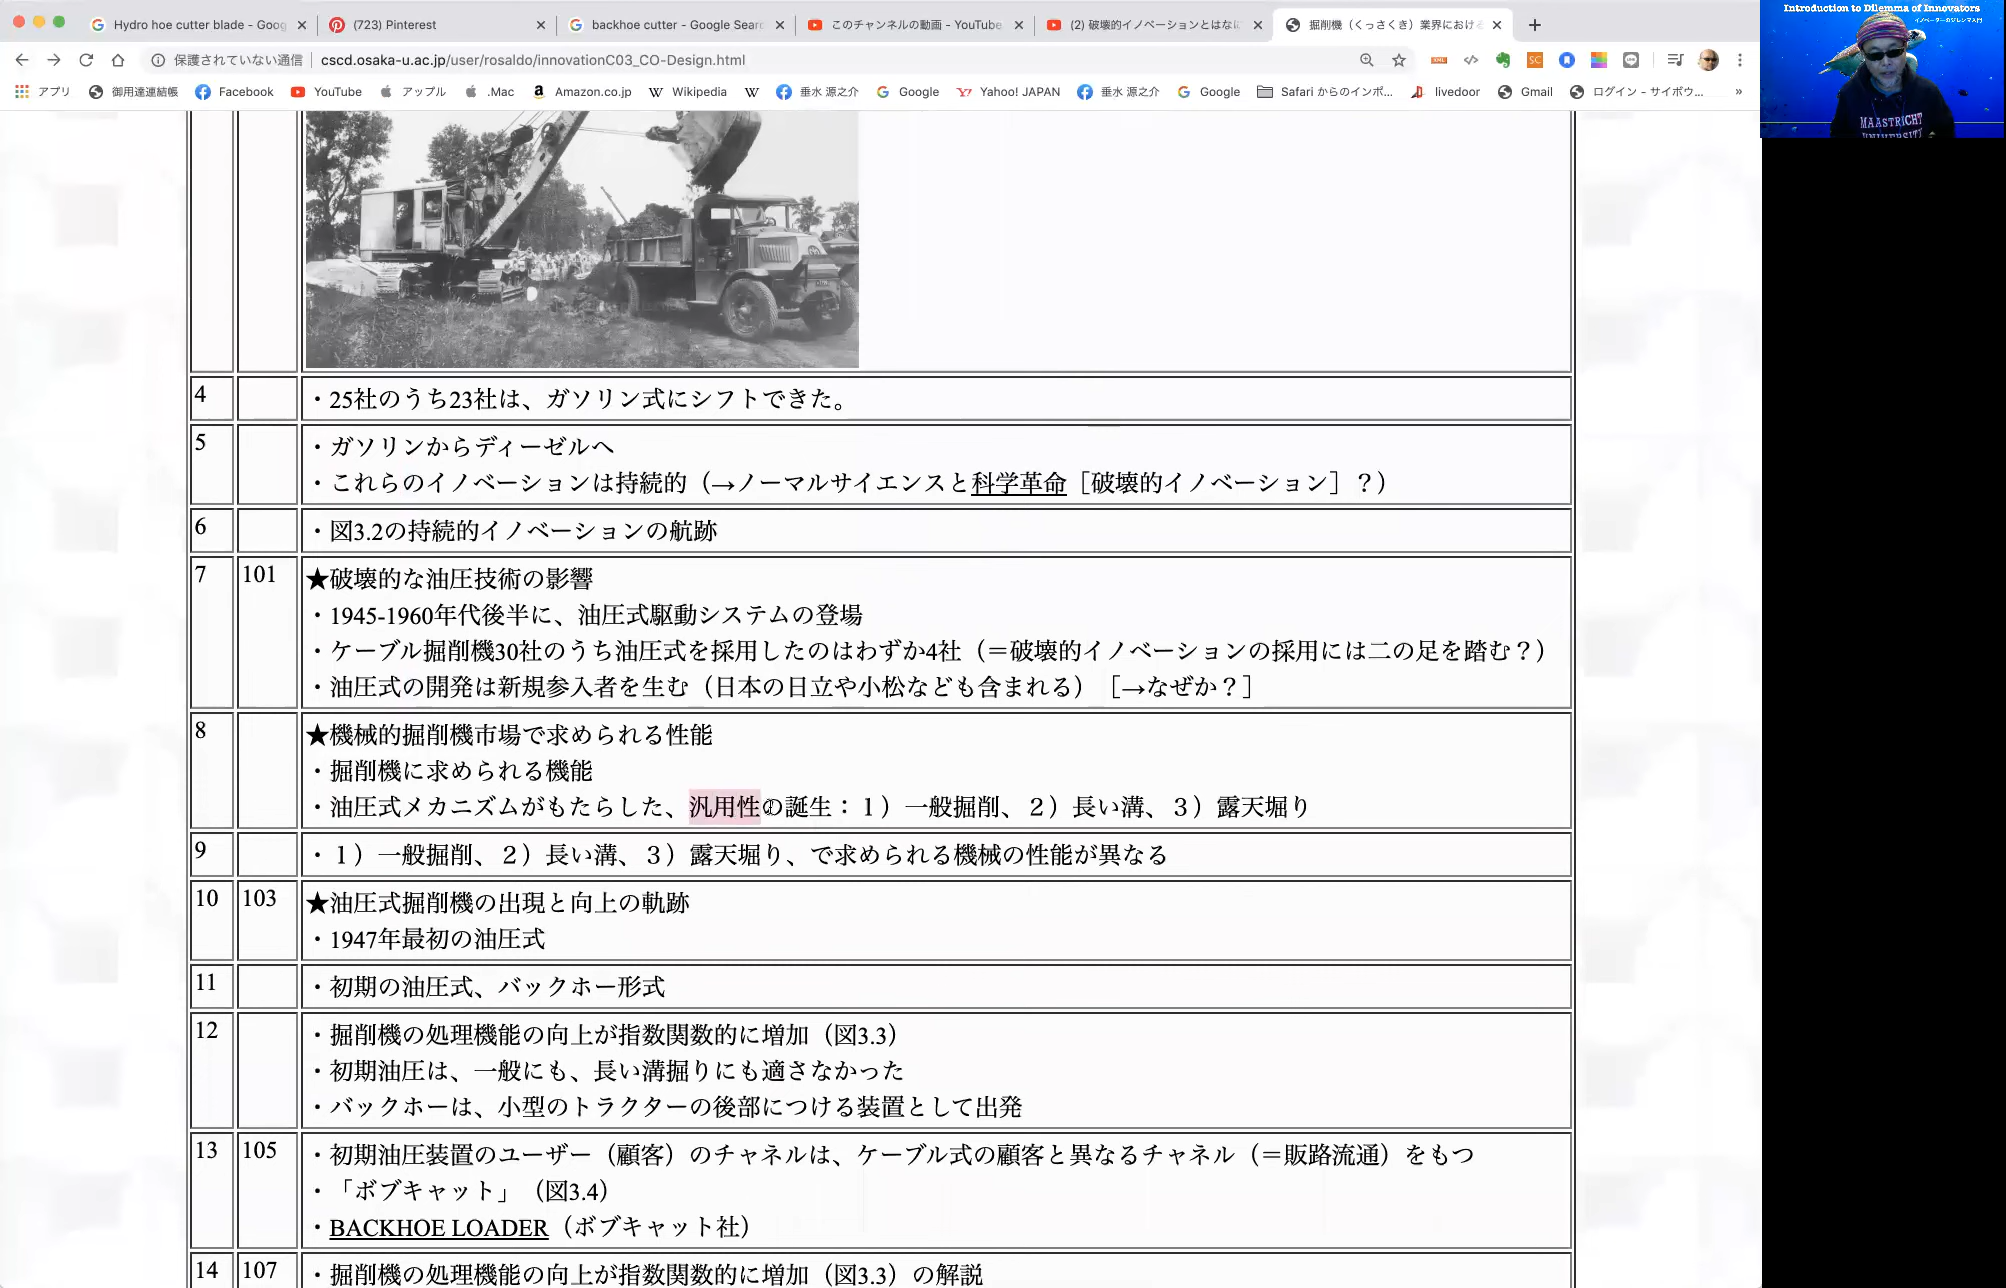 Hydro hoe cutter blade - Goog
(723) Pinterest
backhoe cutter - Google Searc
このチャンネルの動画 - YouTube
(2) 破壊的イノベーションとはなに
掘削機（くっさくき）業界におけ
保護されていない通信
cscd.osaka-u.ac.jp/user/rosaldo/innovationC03_CO-Design.html
アプリ
御用達連結帳
Facebook
YouTube
アップル
.Mac
Amazon.co.jp
Wikipedia
垂水 源之介
Google
Yahoo! JAPAN
垂水 源之介
Google
Safari からのインポ...
livedoor
Gmail
ログイン - サイボウ...
»
Introduction to Dilemma of Innovators
イノベーターのジレンマ入門
MAASTRICHT
UNIVERSITY
4
・25社のうち23社は、ガソリン式にシフトできた。
5
・ガソリンからディーゼルへ
・これらのイノベーションは持続的（→ノーマルサイエンスと科学革命［破壊的イノベーション］？）
6
・図3.2の持続的イノベーションの航跡
7 101
★破壊的な油圧技術の影響
・1945-1960年代後半に、油圧式駆動システムの登場
・ケーブル掘削機30社のうち油圧式を採用したのはわずか4社（＝破壊的イノベーションの採用には二の足を踏む？）
・油圧式の開発は新規参入者を生む（日本の日立や小松なども含まれる）［→なぜか？］
8
★機械的掘削機市場で求められる性能
・掘削機に求められる機能
・油圧式メカニズムがもたらした、汎用性の誕生：１）一般掘削、２）長い溝、３）露天堀り
9
・１）一般掘削、２）長い溝、３）露天堀り、で求められる機械の性能が異なる
10 103
★油圧式掘削機の出現と向上の軌跡
・1947年最初の油圧式
11
・初期の油圧式、バックホー形式
12
・掘削機の処理機能の向上が指数関数的に増加（図3.3）
・初期油圧は、一般にも、長い溝掘りにも適さなかった
・バックホーは、小型のトラクターの後部につける装置として出発
13 105
・初期油圧装置のユーザー（顧客）のチャネルは、ケーブル式の顧客と異なるチャネル（＝販路流通）をもつ
・「ボブキャット」（図3.4）
・BACKHOE LOADER（ボブキャット社）
14 107
・掘削機の処理機能の向上が指数関数的に増加（図3.3）の解説